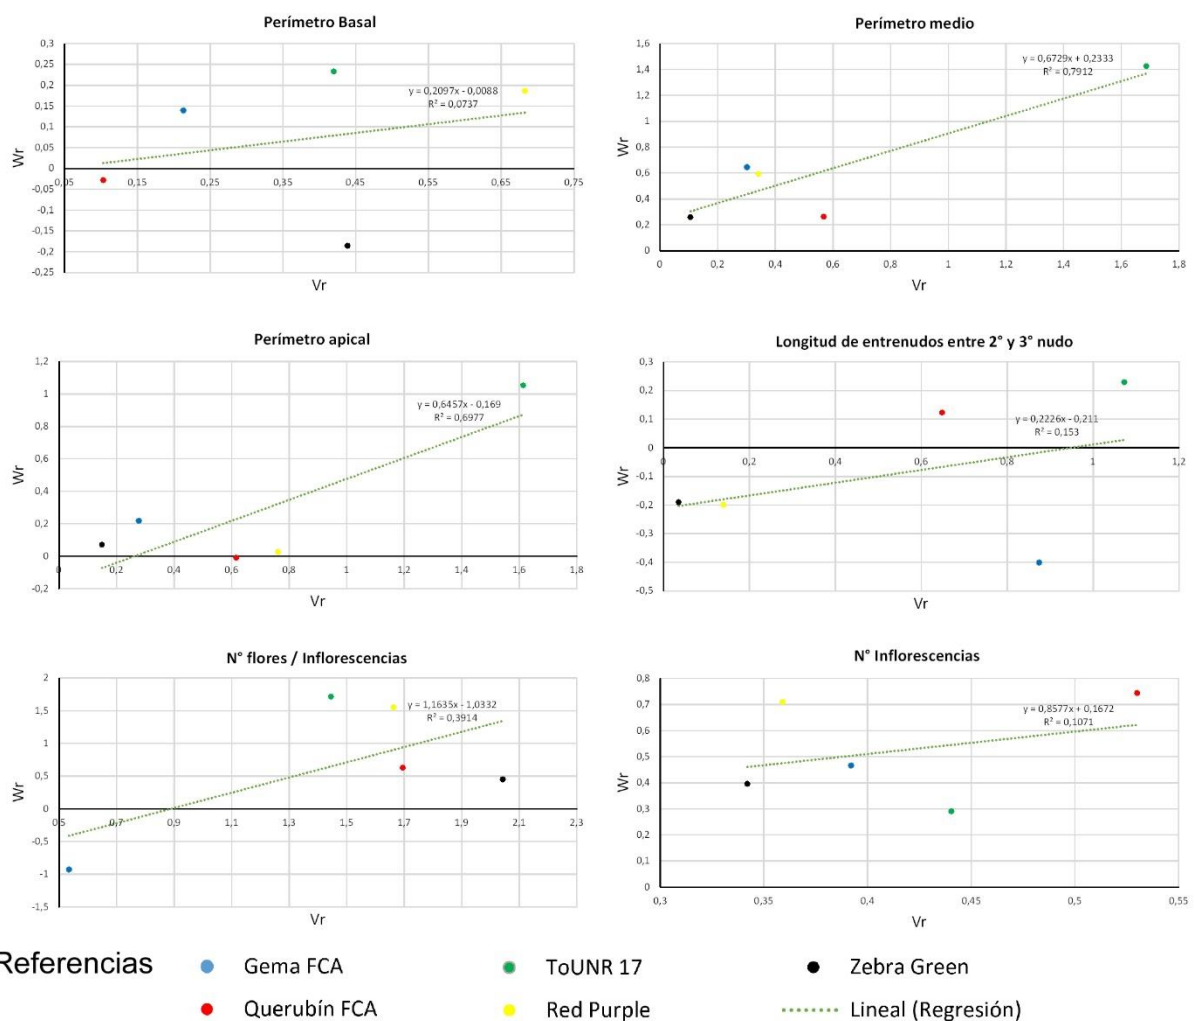 Perímetro Basal
0,3
0,25
0,2
0,15
0,1
0,05
0
-0,05
-0,1
-0,15
-0,2
-0,25
Wr
y = 0,2097x - 0,0088
R² = 0,0737
0,05 0,15 0,25 0,35 0,45 0,55 0,65 0,75
Vr
Perímetro medio
1,6
1,4
1,2
1
0,8
0,6
0,4
0,2
0
Wr
y = 0,6729x + 0,2333
R² = 0,7912
0 0,2 0,4 0,6 0,8 1 1,2 1,4 1,6 1,8
Vr
Perímetro apical
1,2
1
0,8
0,6
0,4
0,2
0
-0,2
Wr
y = 0,6457x - 0,169
R² = 0,6977
0 0,2 0,4 0,6 0,8 1 1,2 1,4 1,6 1,8
Vr
Longitud de entrenudos entre 2° y 3° nudo
0,3
0,2
0,1
0
-0,1
-0,2
-0,3
-0,4
-0,5
Wr
y = 0,2226x - 0,211
R² = 0,153
0 0,2 0,4 0,6 0,8 1 1,2
Vr
N° flores / Inflorescencias
2
1,5
1
0,5
0
-0,5
-1
-1,5
Wr
y = 1,1635x - 1,0332
R² = 0,3914
0,5 0,7 0,9 1,1 1,3 1,5 1,7 1,9 2,1 2,3
Vr
N° Inflorescencias
0,8
0,7
0,6
0,5
0,4
0,3
0,2
0,1
0
Wr
y = 0,8577x + 0,1672
R² = 0,1071
0,3 0,35 0,4 0,45 0,5 0,55
Vr
Referencias
Gema FCA ToUNR 17 Zebra Green
Querubín FCA Red Purple Lineal (Regresión)